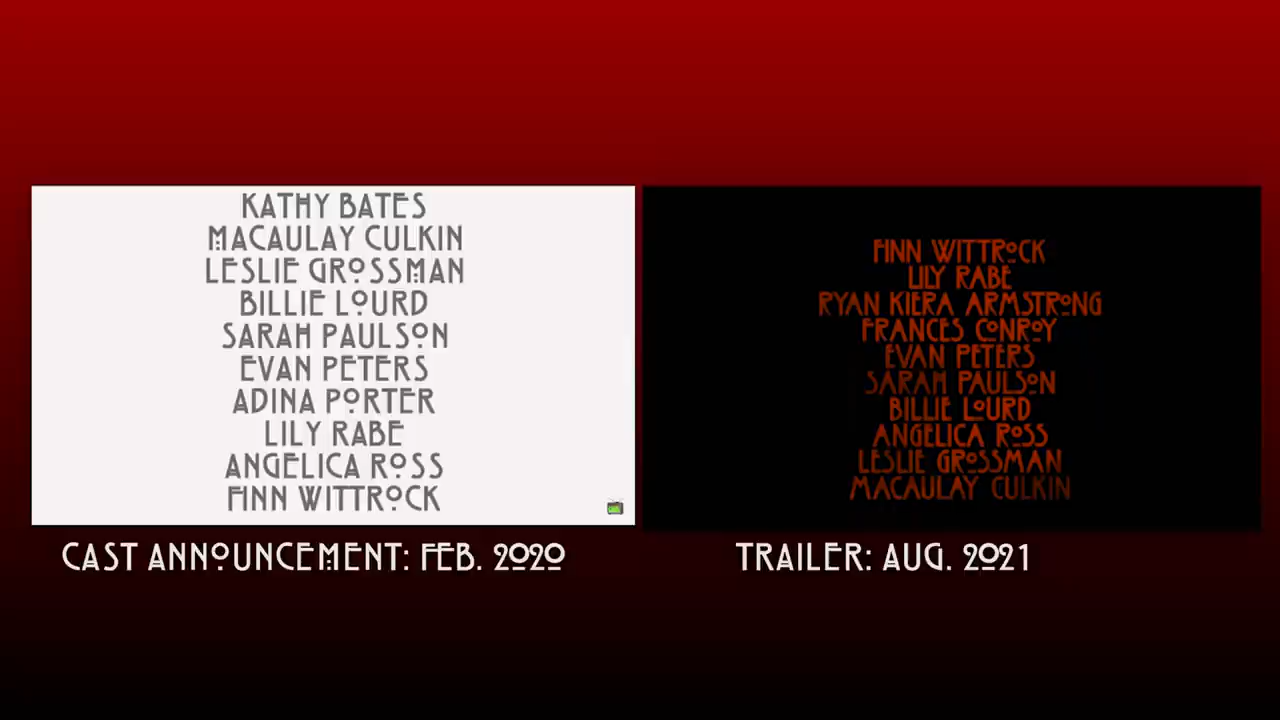 KATHY BATES
MACAULAY CULKIN
LESLIE GROSSMAN
BILLIE LOURD
SARAH PAULSON
EVAN PETERS
ADINA PORTER
LILY RABE
ANGELICA ROSS
FINN WITTROCK
CAST ANNOUNCEMENT: FEB. 2020
FINN WITTROCK
LILY RABE
RYAN KIERA ARMSTRONG
FRANCES CONROY
EVAN PETERS
SARAH PAULSON
BILLIE LOURD
ANGELICA ROSS
LESLIE GROSSMAN
MACAULAY CULKIN
TRAILER: AUG. 2021